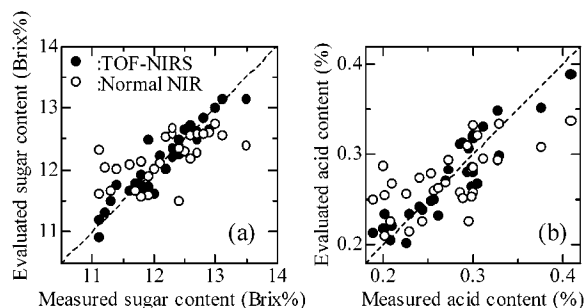 Evaluated sugar content (Brix%)
14
13
12
11
●:TOF-NIRS
○:Normal NIR
(a)
11 12 13 14
Measured sugar content (Brix%)
Evaluated acid content (%)
0.4
0.3
0.2
(b)
0.2 0.3 0.4
Measured acid content (%)